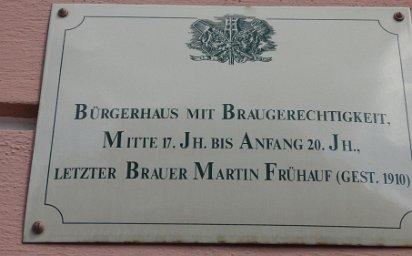 Bürgerhaus mit Braugerechtigkeit,
Mitte 17. Jh. bis Anfang 20. Jh.,
letzter Brauer Martin Frühauf (gest. 1910)